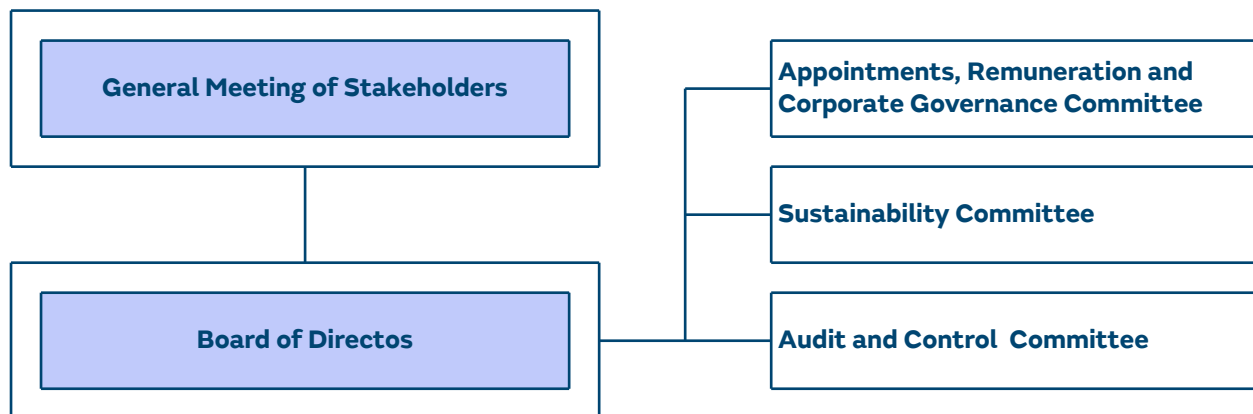 General Meeting of Stakeholders
Appointments, Remuneration and
Corporate Governance Committee
Sustainability Committee
Board of Directos
Audit and Control  Committee